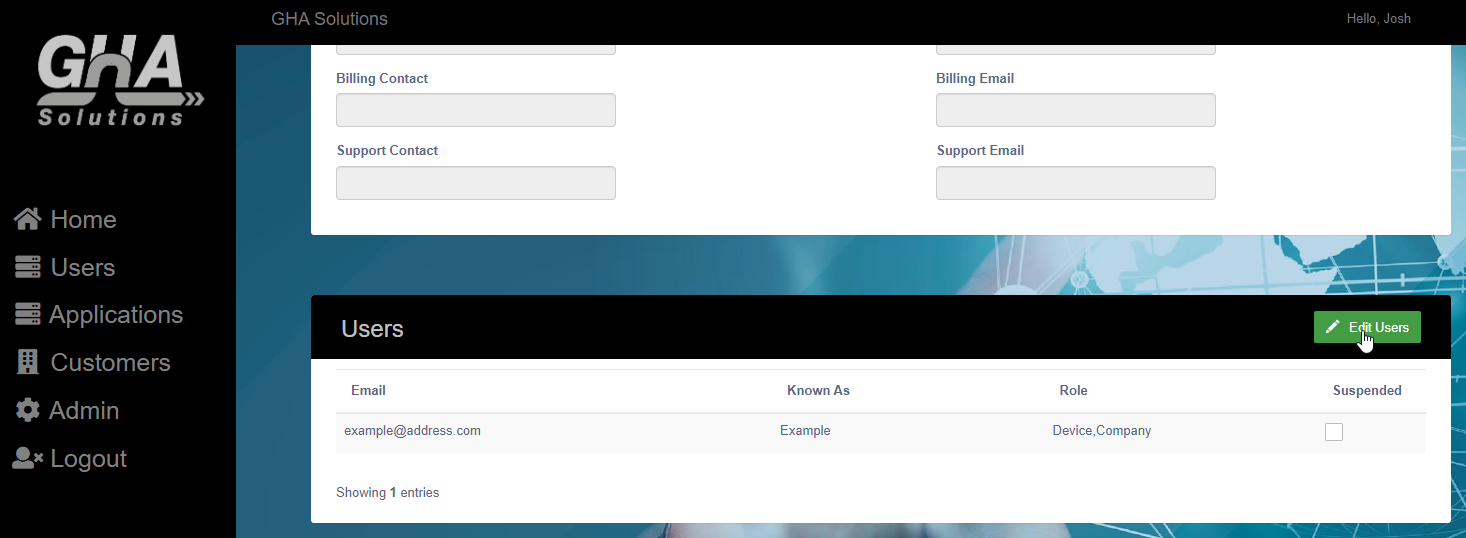 GHA Solutions
Hello, Josh
GHA
Solutions
Home
Users
Applications
Customers
Admin
Logout
Billing Contact
Billing Email
Support Contact
Support Email
Users
Edit Users
Email Known As Role Suspended
example@address.com Example Device,Company
Showing 1 entries